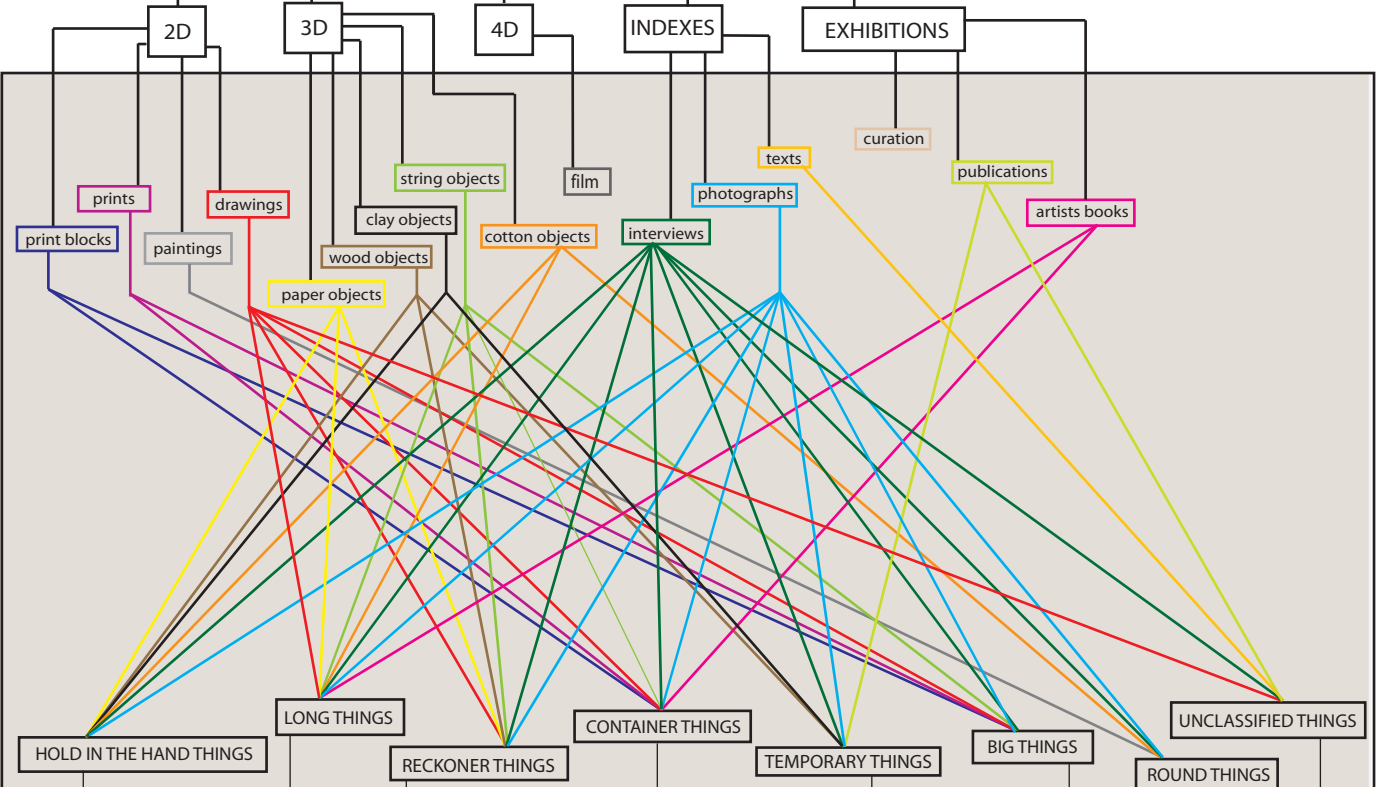 2D
3D
4D
INDEXES
EXHIBITIONS
curation
texts
publications
string objects
film
photographs
prints
drawings
artists books
clay objects
print blocks
paintings
cotton objects
interviews
wood objects
paper objects
LONG THINGS
UNCLASSIFIED THINGS
CONTAINER THINGS
HOLD IN THE HAND THINGS
BIG THINGS
RECKONER THINGS
TEMPORARY THINGS
ROUND THINGS